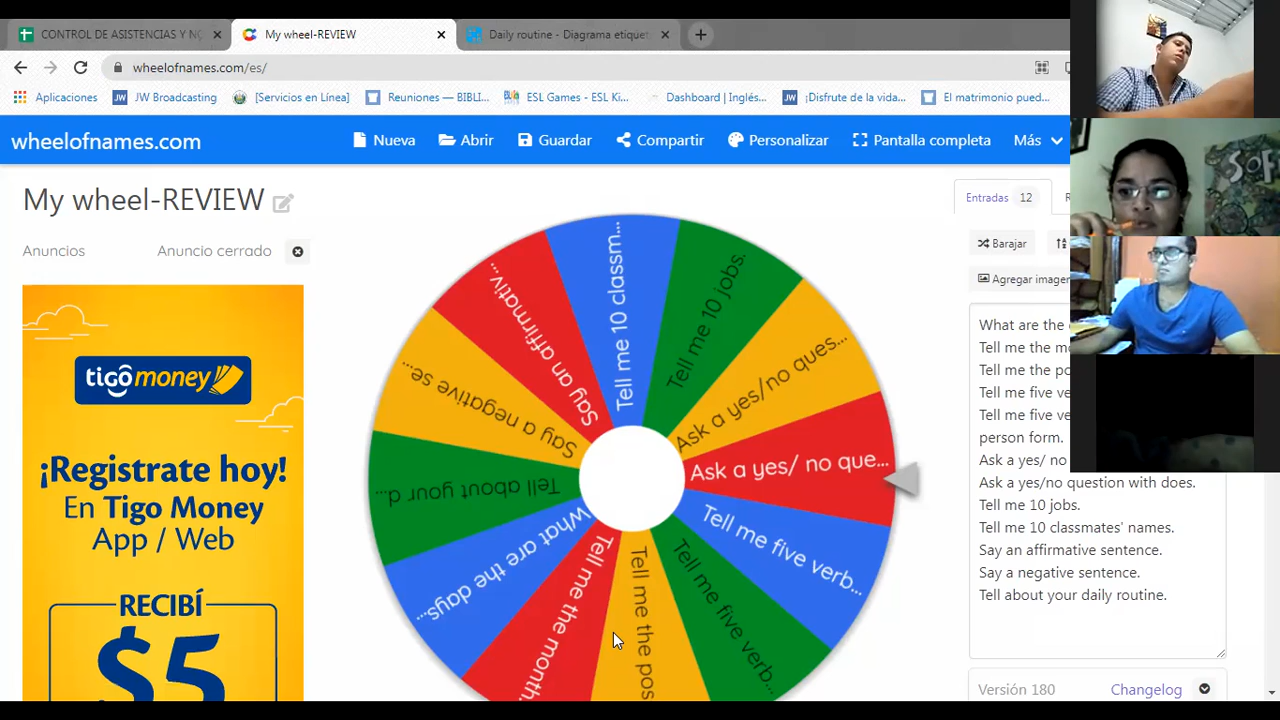 CONTROL DE ASISTENCIAS Y N
My wheel-REVIEW
Daily routine - Diagrama etiquet
wheelofnames.com/es/
Aplicaciones
JW Broadcasting
[Servicios en Línea]
Reuniones — BIBLI...
ESL Games - ESL Ki...
Dashboard | Inglés...
¡Disfrute de la vida...
El matrimonio pued...
wheelofnames.com
Nueva
Abrir
Guardar
Compartir
Personalizar
Pantalla completa
Más
My wheel-REVIEW
Anuncios
Anuncio cerrado
tigo money
¡Registrate hoy!
En Tigo Money
App / Web
RECIBÍ
$5
Tell me 10 classm...
Tell me 10 jobs.
Ask a yes/no ques...
Ask a yes/ no que...
Tell me five verb...
Tell me five verb...
Tell me the pos
Tell me the month
What are the days...
Tell about your d...
Say a negative se...
Say an affirmativ...
Entradas 12
Barajar
Agregar imagen
What are the
Tell me the mo
Tell me the po
Tell me five ve
Tell me five ve
person form.
Ask a yes/ no
Ask a yes/no question with does.
Tell me 10 jobs.
Tell me 10 classmates' names.
Say an affirmative sentence.
Say a negative sentence.
Tell about your daily routine.
Versión 180
Changelog